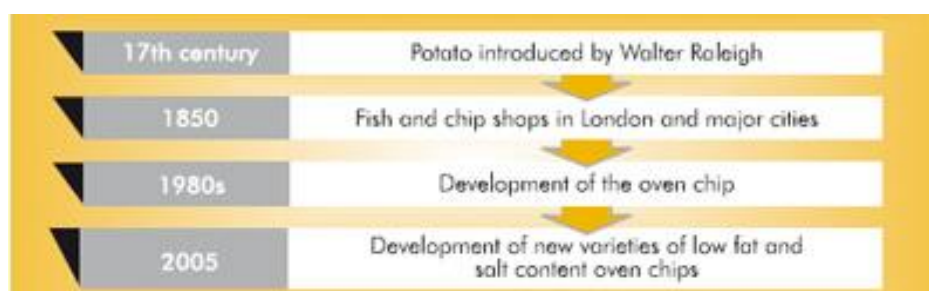 17th century
Potato introduced by Walter Raleigh
1850
Fish and chip shops in London and major cities
1980s
Development of the oven chip
2005
Development of new varieties of low fat and
salt content oven chips